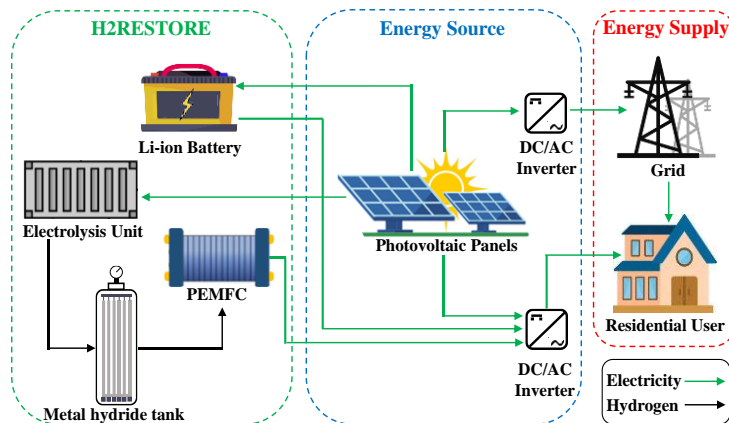 H2RESTORE
Energy Source
Energy Supply
Li-ion Battery
DC/AC
Inverter
Grid
Electrolysis Unit
Photovoltaic Panels
PEMFC
Residential User
DC/AC
Inverter
Metal hydride tank
Electricity
Hydrogen